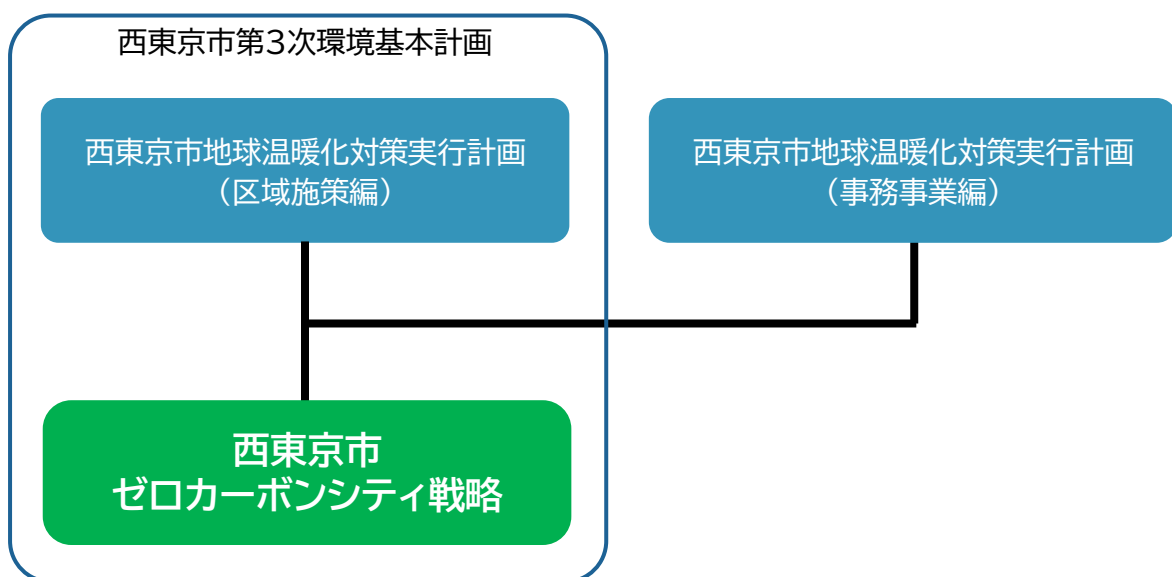 西東京市第3次環境基本計画
西東京市地球温暖化対策実行計画
（区域施策編）
西東京市地球温暖化対策実行計画
（事務事業編）
西東京市
ゼロカーボンシティ戦略